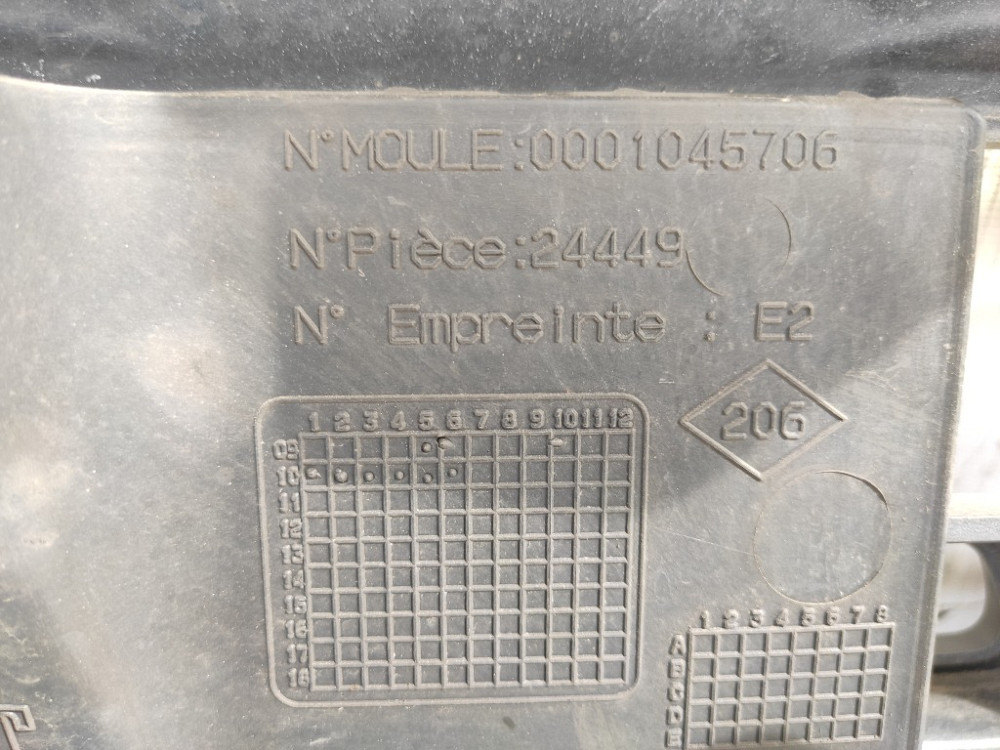 N°MOULE:0001045706
N°Pièce:24449
N° Empreinte : E2
206
1 2 3 4 5 6 7 8 9 10 11 12
09
10
11
12
13
14
15
16
17
18
1 2 3 4 5 6 7 8
A
B
C
D
E